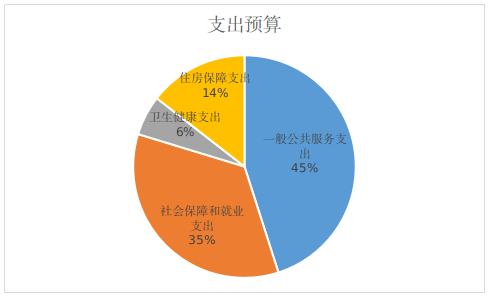 支出预算
住房保障支出
14%
卫生健康支出
6%
一般公共服务支
出
45%
社会保障和就业
支出
35%